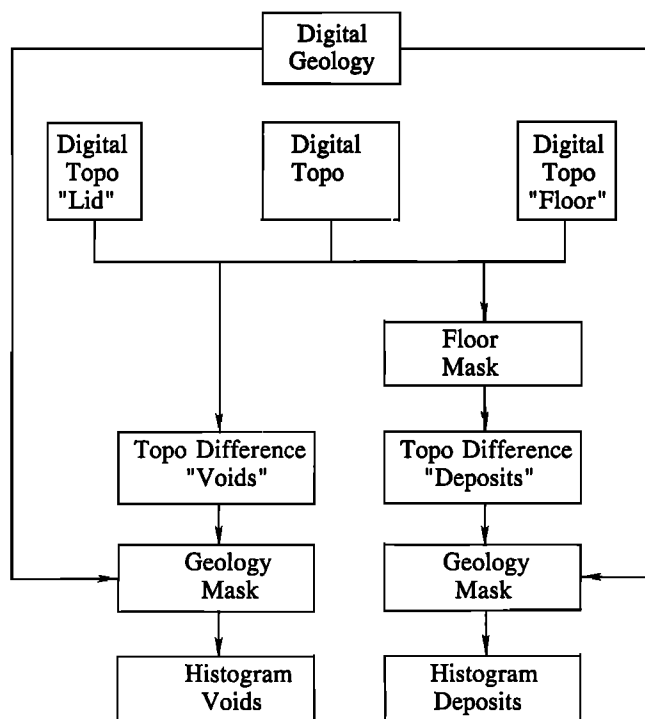 Digital
Geology
Digital
Topo
"Lid"
Digital
Topo
Digital
Topo
"Floor"
Floor
Mask
Topo Difference
"Voids"
Topo Difference
"Deposits"
Geology
Mask
Geology
Mask
Histogram
Voids
Histogram
Deposits